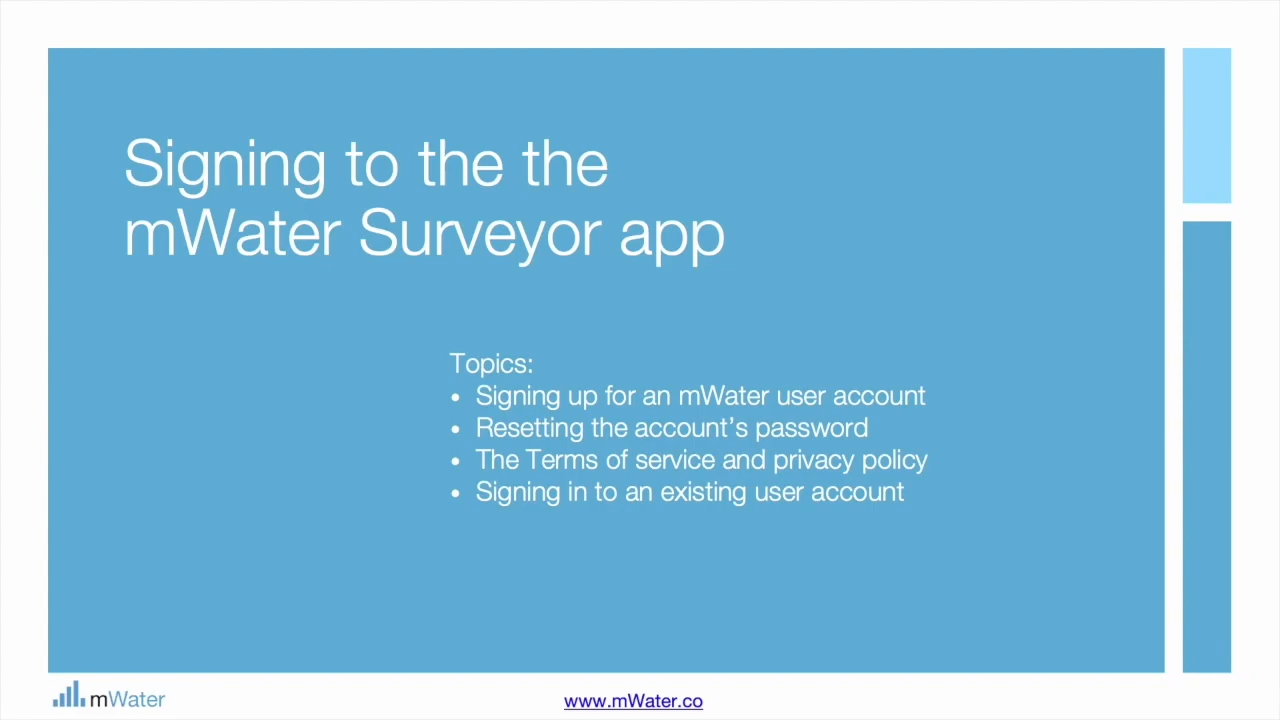 Signing to the the
mWater Surveyor app
Topics:
• Signing up for an mWater user account
• Resetting the account’s password
• The Terms of service and privacy policy
• Signing in to an existing user account
mWater
www.mWater.co